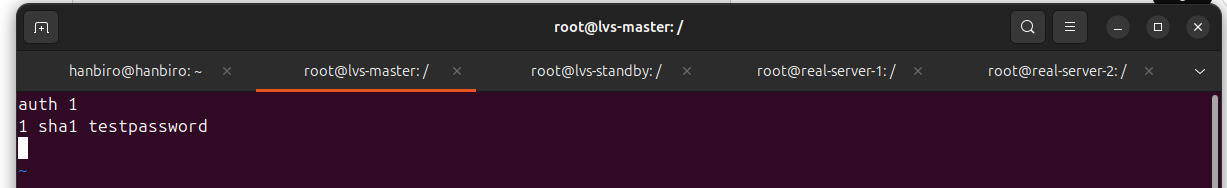 root@lvs-master: /
hanbiro@hanbiro: ~
root@lvs-master: /
root@lvs-standby: /
root@real-server-1: /
root@real-server-2: /
auth 1
1 sha1 testpassword
~